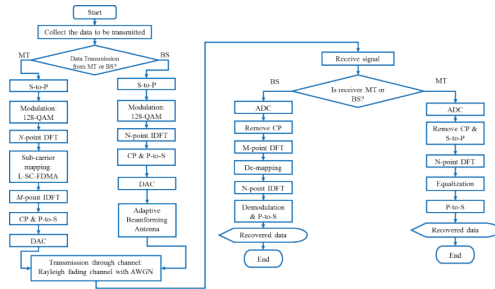 Start
Collect the data to be transmitted
Data Transmission
from MT or BS?
MT
BS
S-to-P
Modulation:
128-QAM
N-point DFT
Sub-carrier
mapping:
L-SC-FDMA
M-point IDFT
CP & P-to-S
DAC
S-to-P
Modulation:
128-QAM
N-point IDFT
CP & P-to-S
DAC
Adaptive
Beamforming
Antenna
Transmission through channel:
Rayleigh fading channel with AWGN
Receive signal
Is receiver MT or
BS?
BS
MT
ADC
Remove CP
M-point DFT
De-mapping
N-point IDFT
Demodulation
& P-to-S
Recovered data
End
ADC
Remove CP &
S-to-P
N-point DFT
Equalization
P-to-S
Recovered data
End